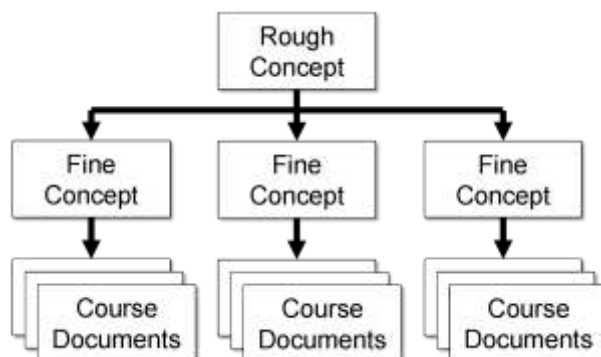 Rough
Concept
Fine
Concept
Fine
Concept
Fine
Concept
Course
Documents
Course
Documents
Course
Documents